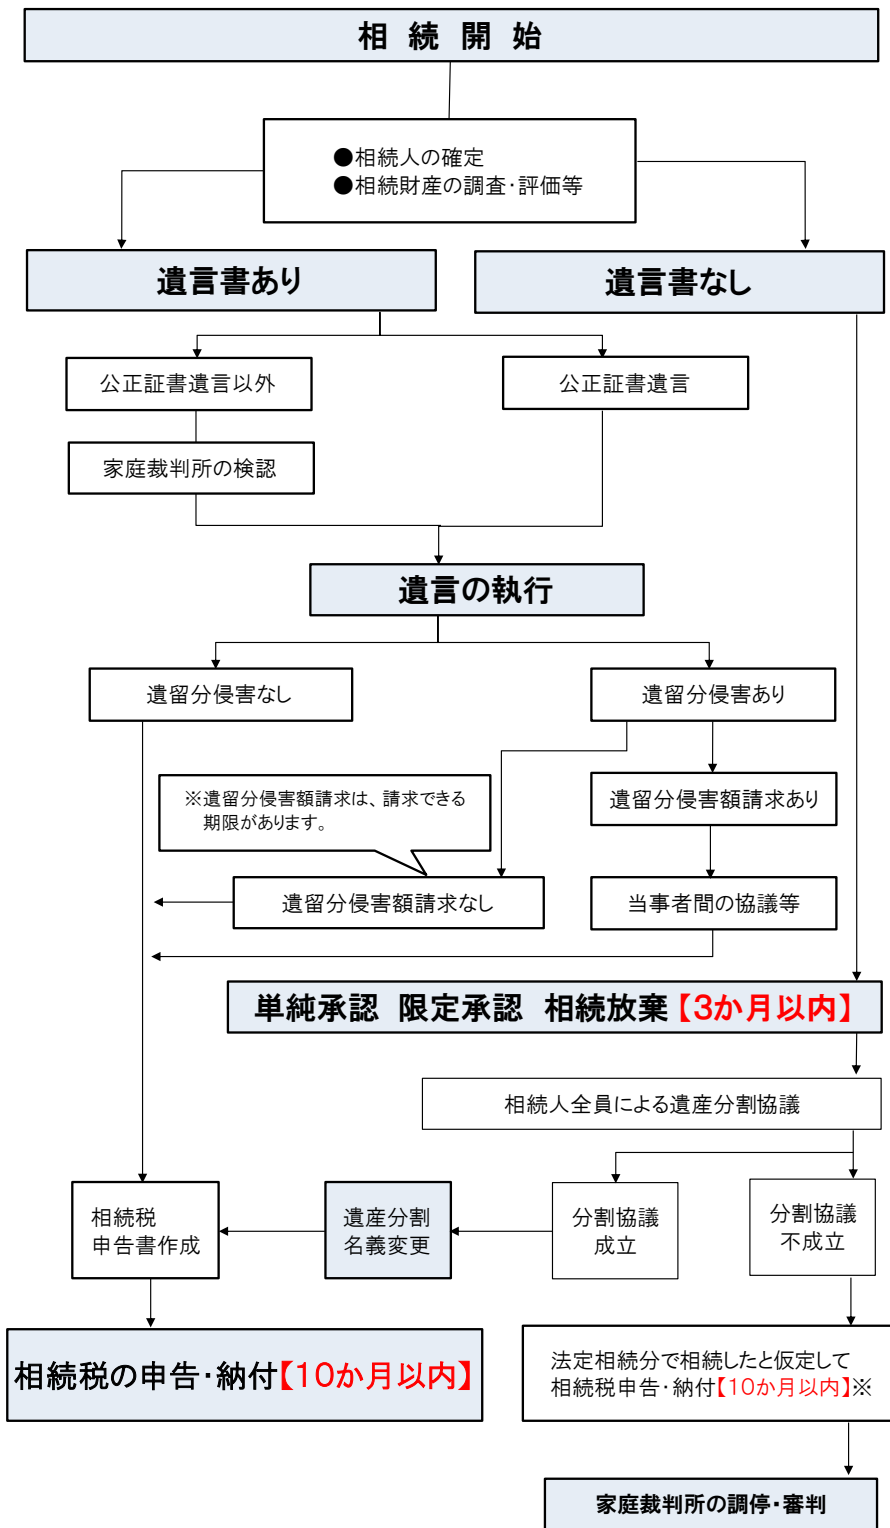 相 続 開 始
●相続人の確定
●相続財産の調査・評価等
遺言書あり
遺言書なし
公正証書遺言以外
公正証書遺言
家庭裁判所の検認
遺言の執行
遺留分侵害なし
遺留分侵害あり
※遺留分侵害額請求は、請求できる
期限があります。
遺留分侵害額請求あり
遺留分侵害額請求なし
当事者間の協議等
単純承認 限定承認 相続放棄【3か月以内】
相続人全員による遺産分割協議
相続税
申告書作成
遺産分割
名義変更
分割協議
成立
分割協議
不成立
相続税の申告・納付【10か月以内】
法定相続分で相続したと仮定して
相続税申告・納付【10か月以内】※
家庭裁判所の調停・審判